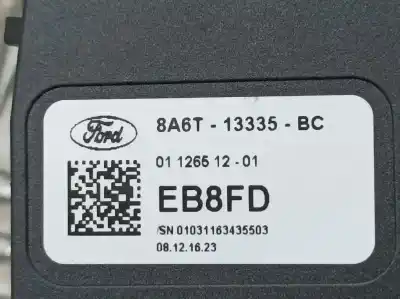 Ford
8A6T - 13335 - BC
01 1265 12 - 01
EB8FD
/SN 01031163435503
08.12.16.23